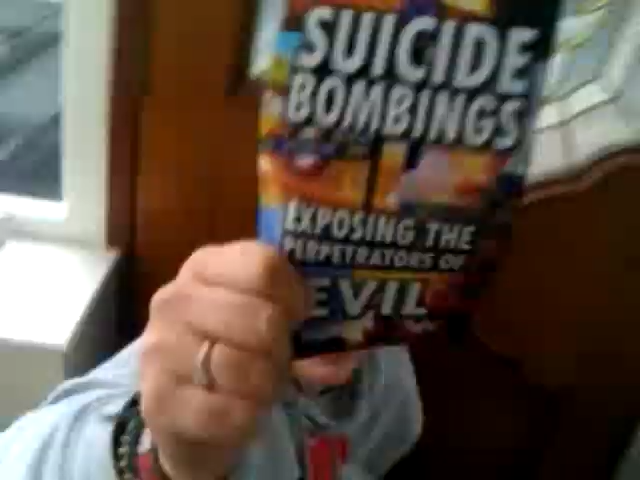 SUICIDE
BOMBINGS
EXPOSING THE
PERPETRATORS OF
EVIL